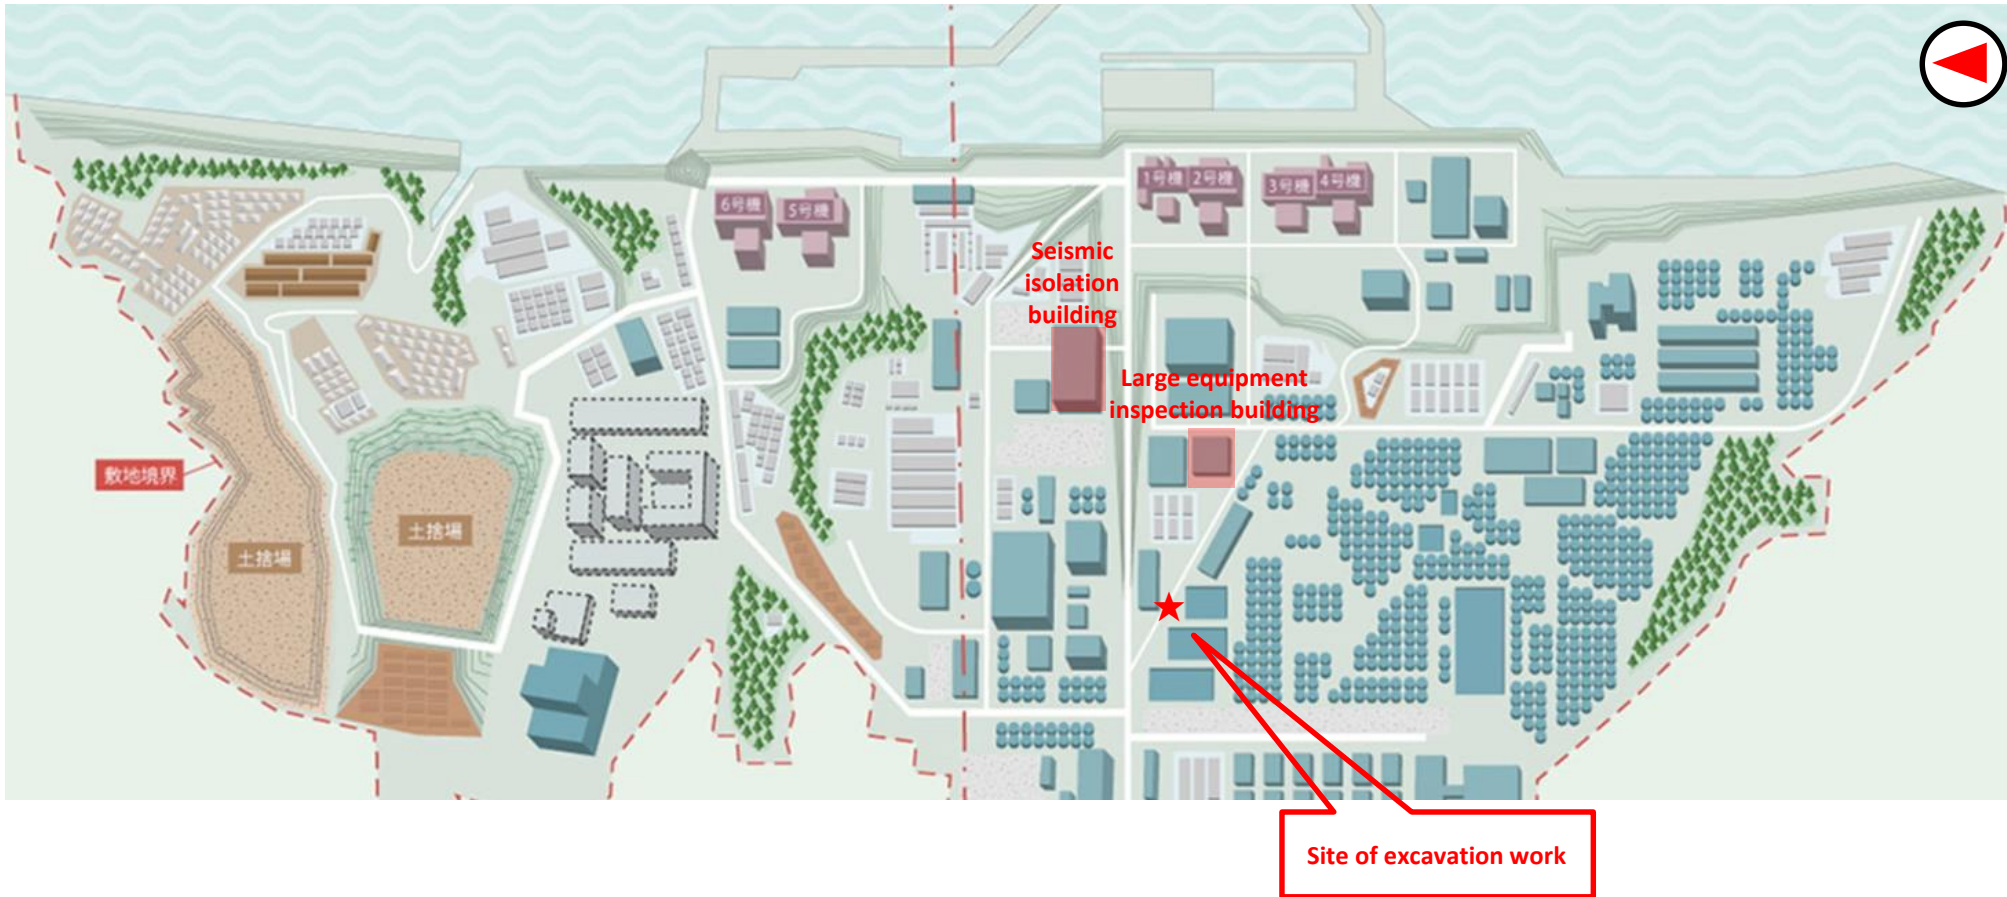 1号機
2号機
3号機
4号機
6号機
5号機
Seismic
isolation
building
Large equipment
inspection building
敷地境界
土捨場
土捨場
Site of excavation work